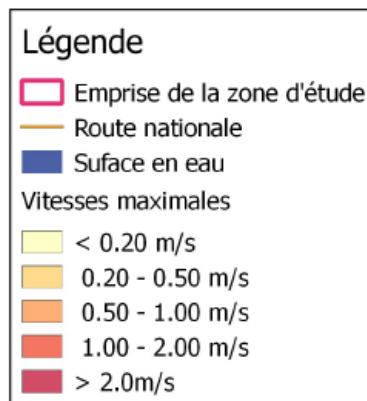 Légende
Emprise de la zone d'étude
Route nationale
Suface en eau
Vitesses maximales
< 0.20 m/s
0.20 - 0.50 m/s
0.50 - 1.00 m/s
1.00 - 2.00 m/s
> 2.0m/s